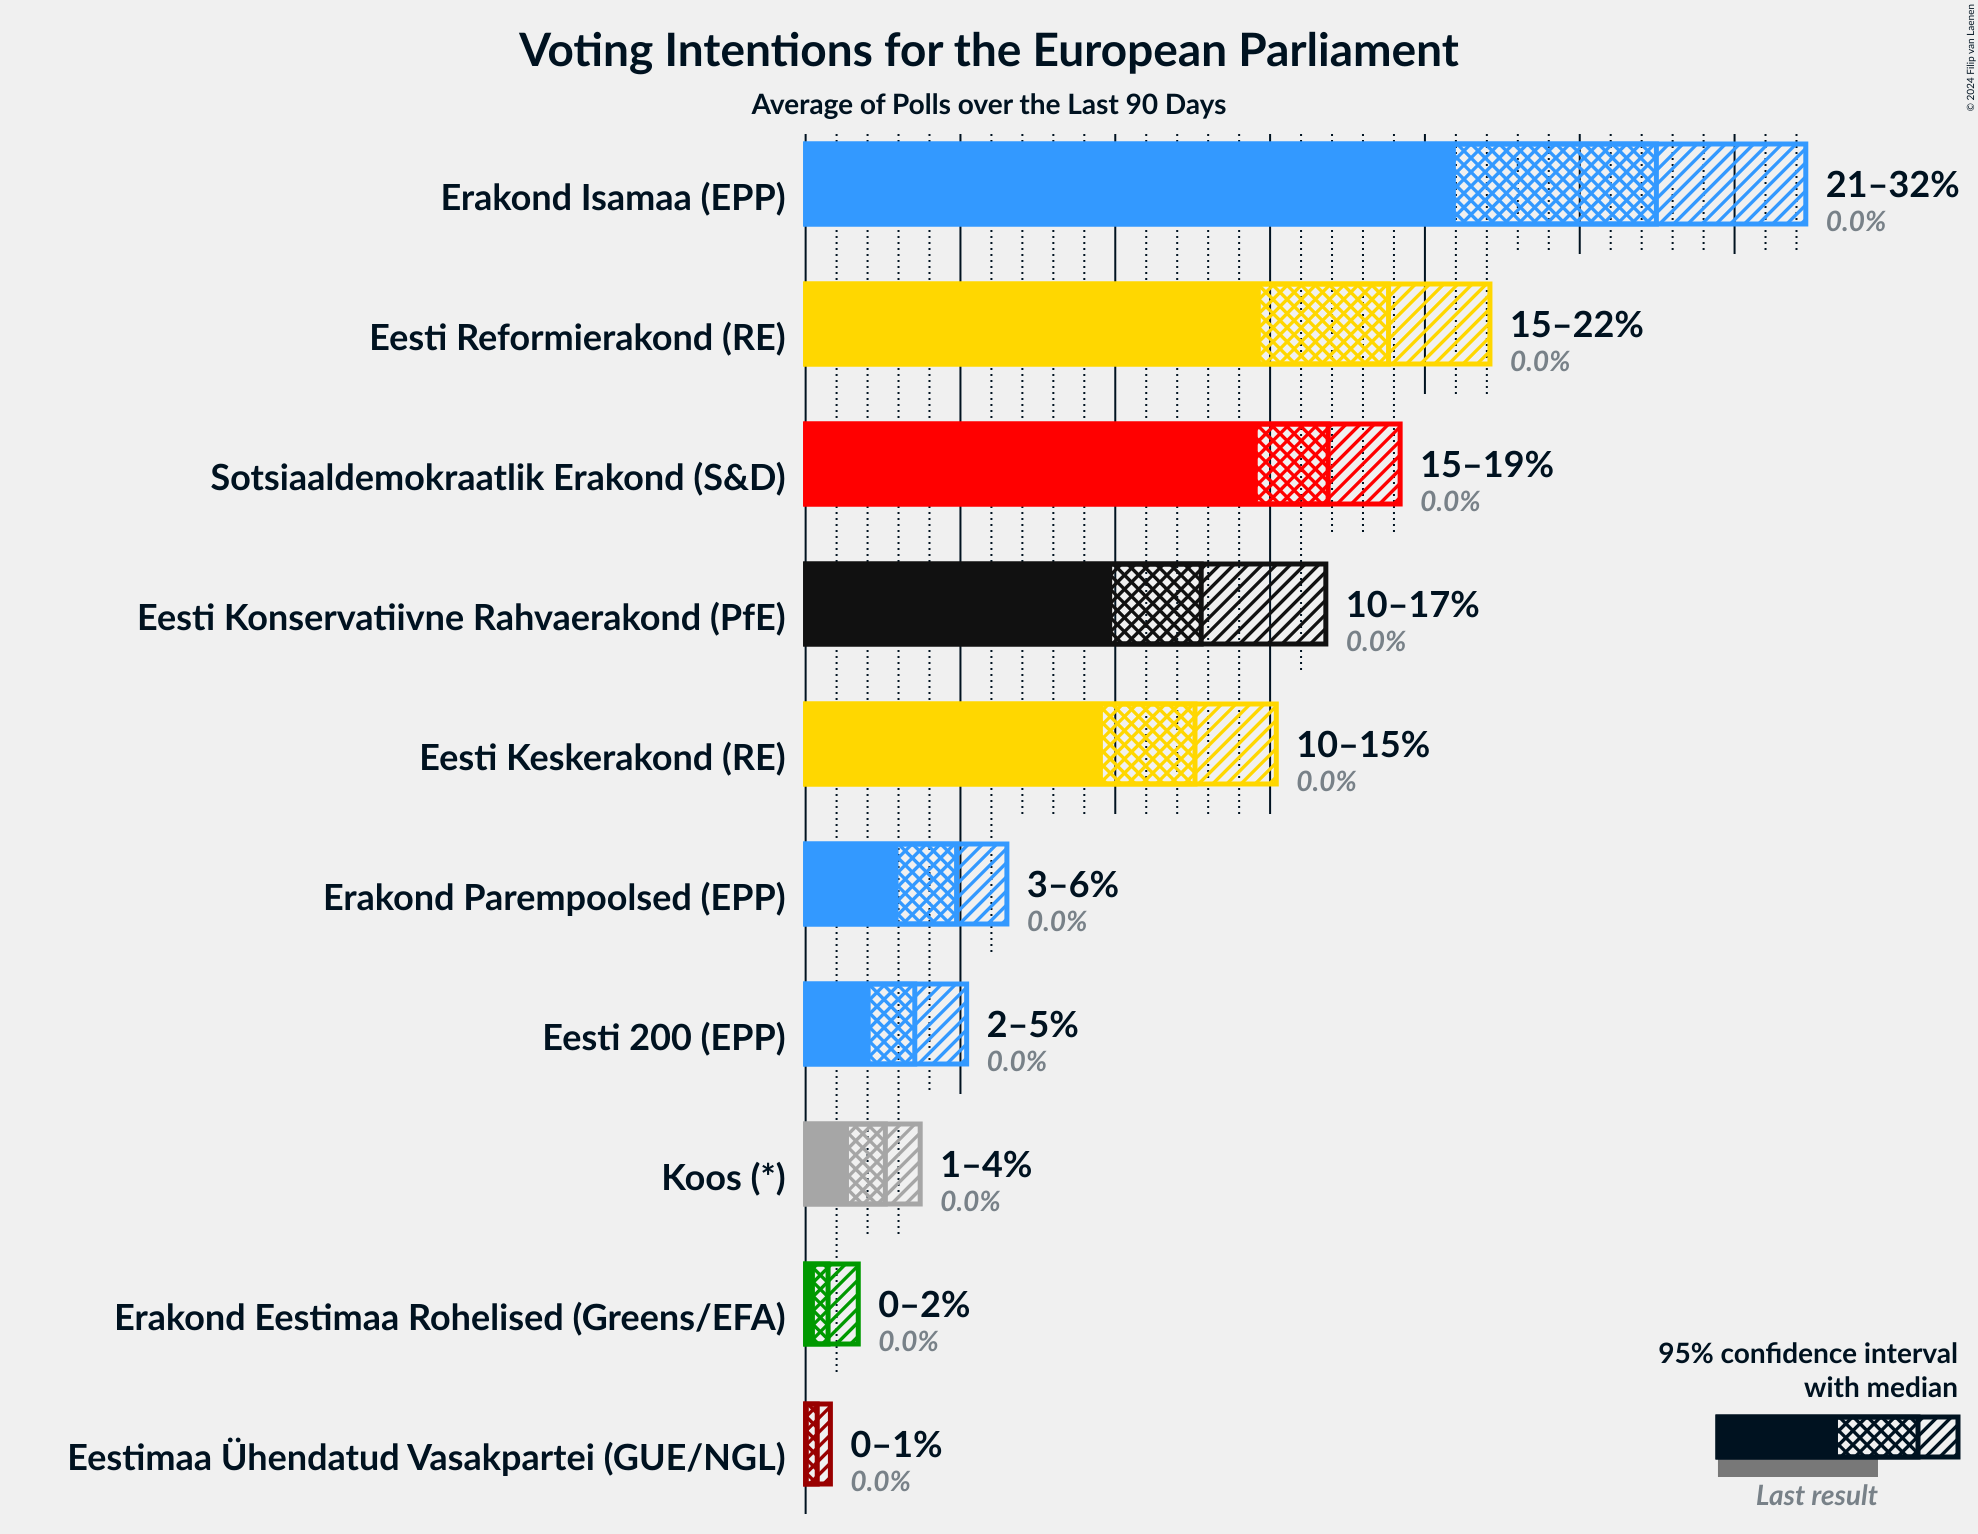 Voting Intentions for the European Parliament
Average of Polls over the Last 90 Days
© 2024 Filip van Laenen
Erakond Isamaa (EPP)
21–32%
0.0%
Eesti Reformierakond (RE)
15–22%
0.0%
Sotsiaaldemokraatlik Erakond (S&D)
15–19%
0.0%
Eesti Konservatiivne Rahvaerakond (PfE)
10–17%
0.0%
Eesti Keskerakond (RE)
10–15%
0.0%
Erakond Parempoolsed (EPP)
3–6%
0.0%
Eesti 200 (EPP)
2–5%
0.0%
Koos (*)
1–4%
0.0%
Erakond Eestimaa Rohelised (Greens/EFA)
0–2%
0.0%
Eestimaa Ühendatud Vasakpartei (GUE/NGL)
0–1%
0.0%
95% confidence interval
with median
Last result